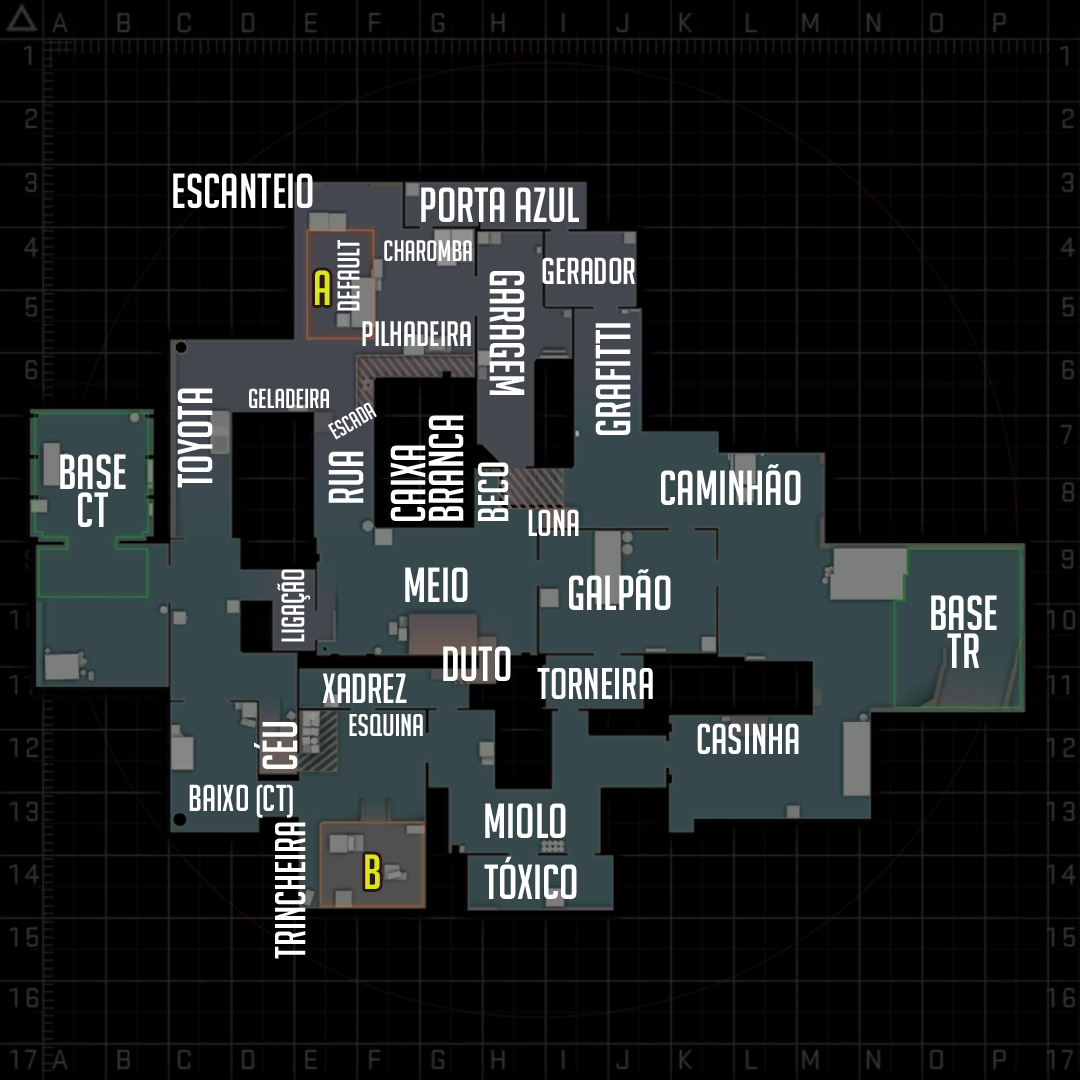 A B C D E F G H I J K L M N O P
1 1
2 2
3 3
ESCANTEIO
PORTA AZUL
4 4
CHAROMBA
DEFAULT
A
GERADOR
GARAGEM
5 5
PILHADEIRA
GRAFITTI
6 6
GELADEIRA
TOYOTA
ESCADA
7 7
BASE
CT
RUA
CAIXA
BRANCA
BECO
CAMINHÃO
8 8
LONA
9 9
MEIO
GALPÃO
LIGAÇÃO
10 10
BASE
TR
DUTO
11 11
XADREZ
TORNEIRA
ESQUINA
CÉU
CASINHA
12 12
BAIXO (CT)
13 13
MIOLO
TRINCHEIRA
B
14 14
TÓXICO
15 15
16 16
17 A B C D E F G H I J K L M N O P 17